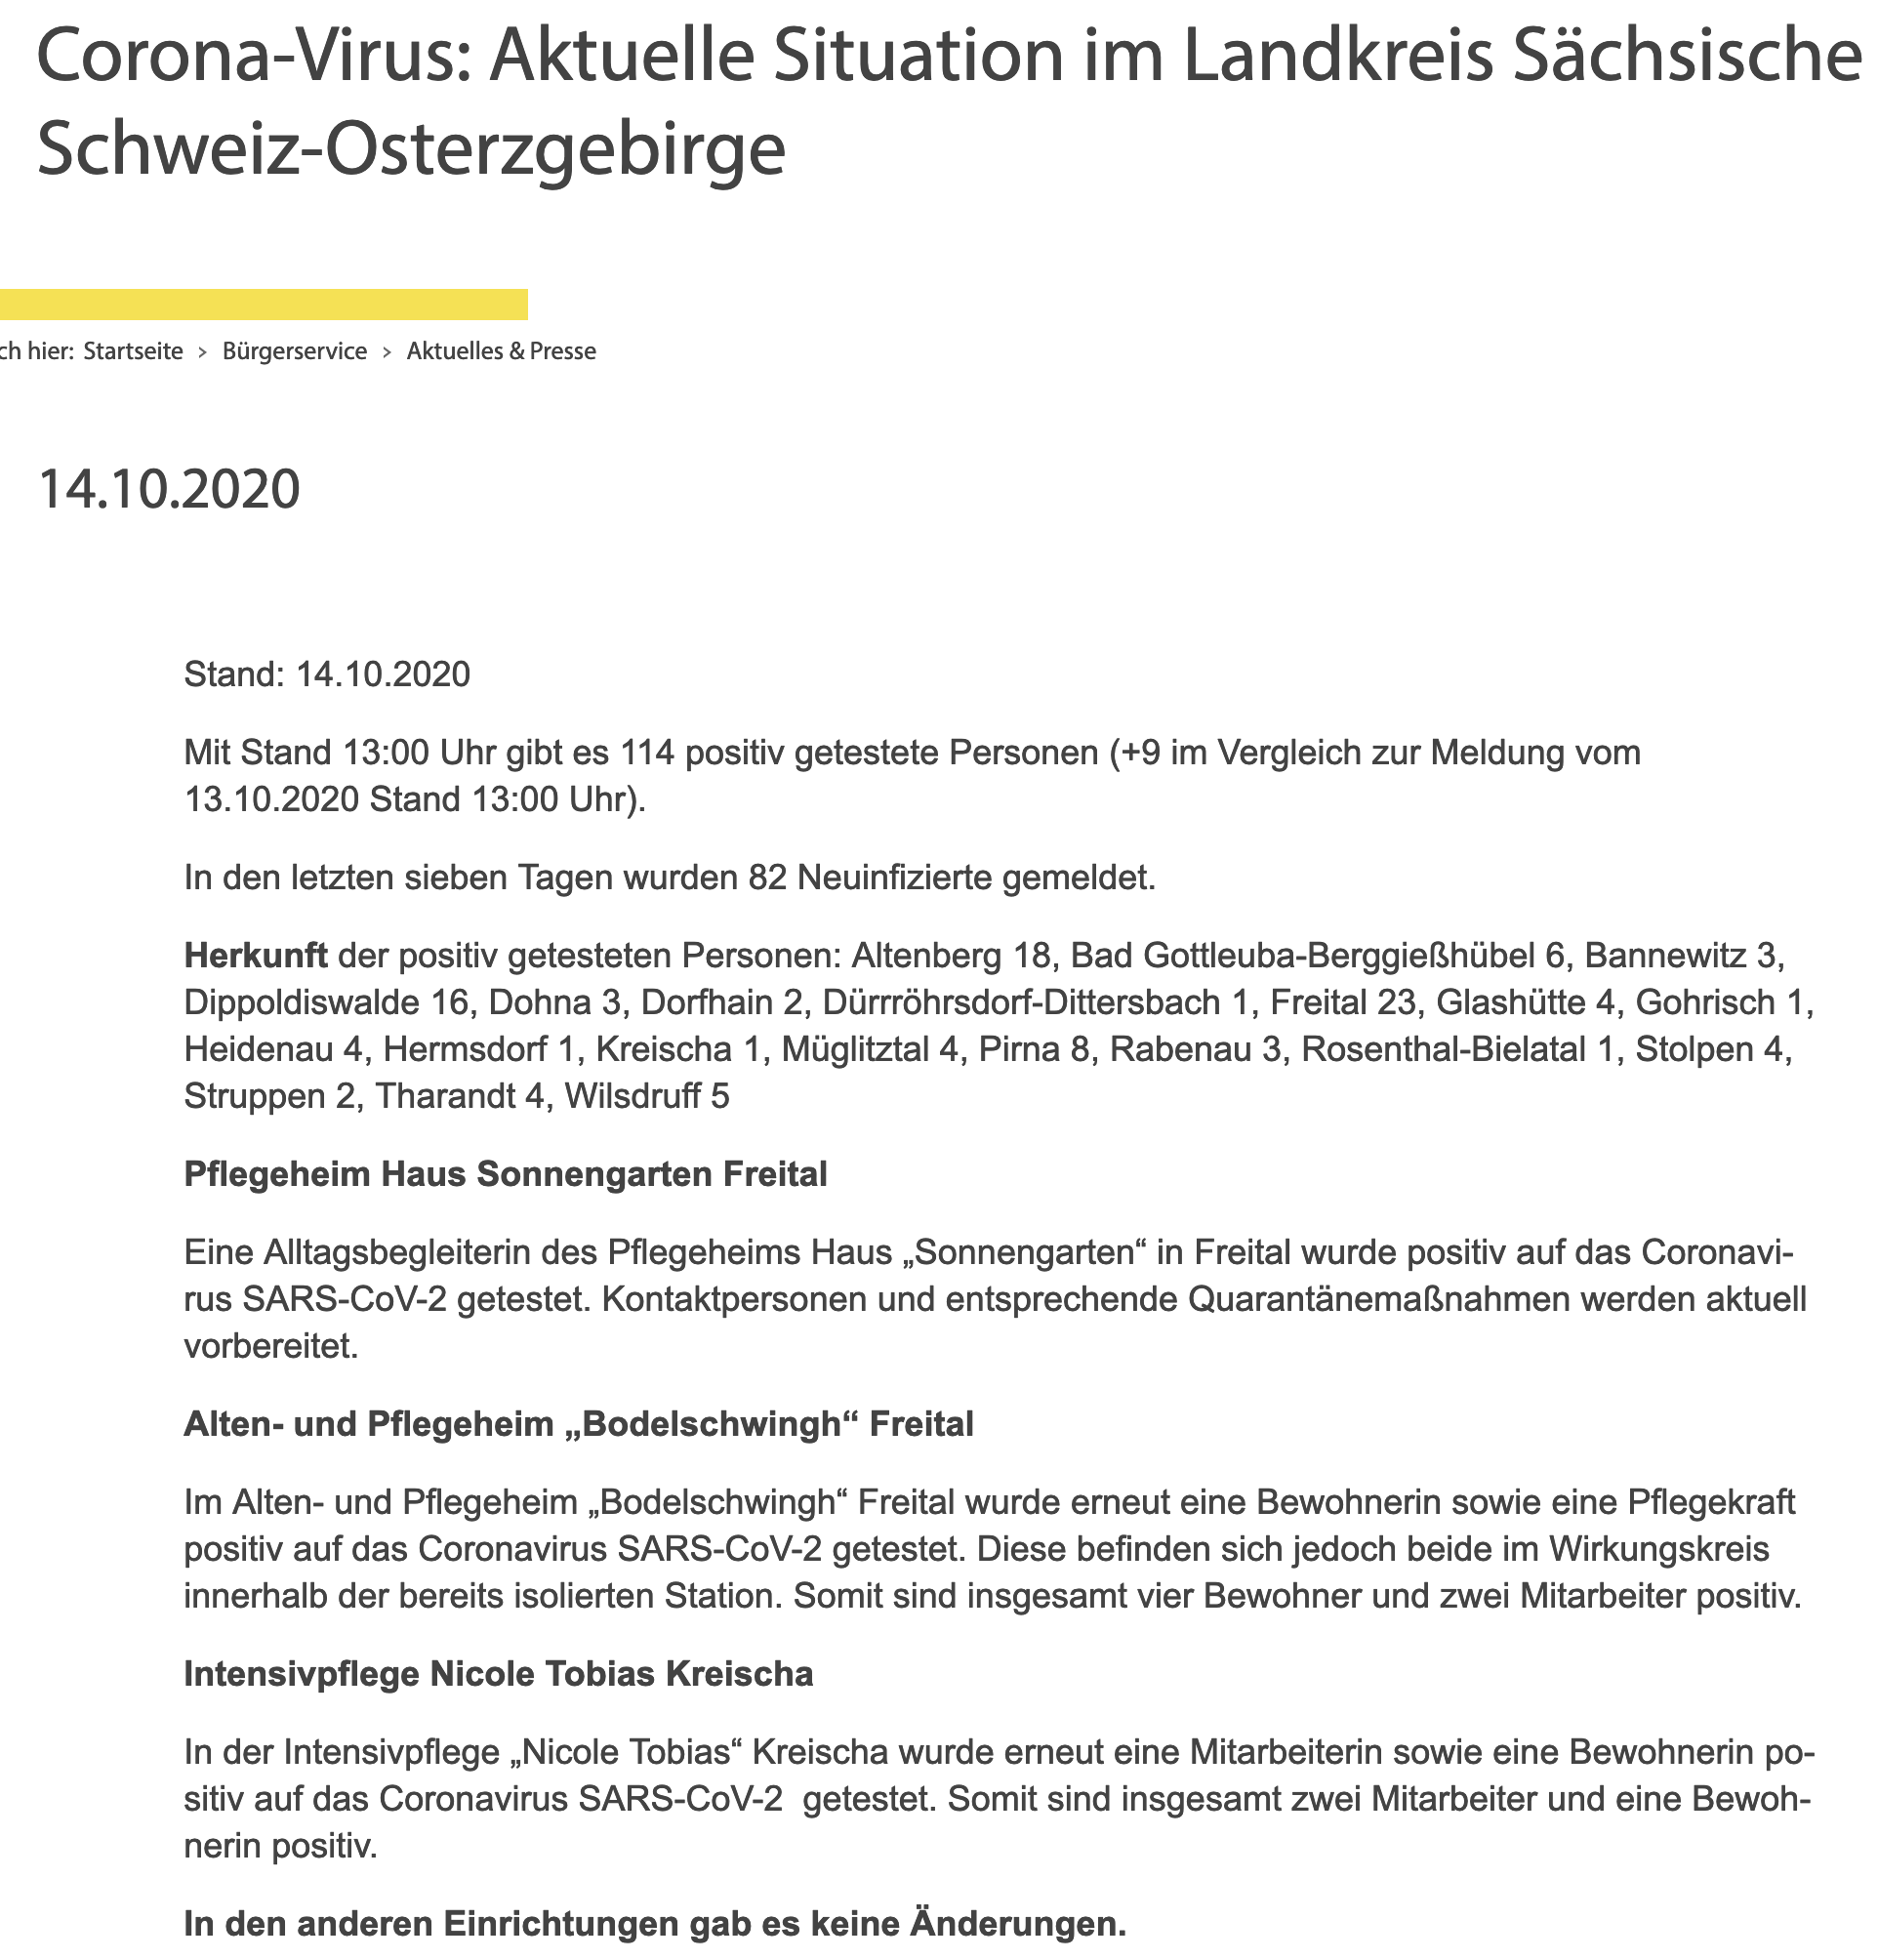 Corona-Virus: Aktuelle Situation im Landkreis Sächsische
Schweiz-Osterzgebirge
ch hier: Startseite > Bürgerservice > Aktuelles & Presse
14.10.2020
Stand: 14.10.2020
Mit Stand 13:00 Uhr gibt es 114 positiv getestete Personen (+9 im Vergleich zur Meldung vom
13.10.2020 Stand 13:00 Uhr).
In den letzten sieben Tagen wurden 82 Neuinfizierte gemeldet.
Herkunft der positiv getesteten Personen: Altenberg 18, Bad Gottleuba-Berggießhübel 6, Bannewitz 3,
Dippoldiswalde 16, Dohna 3, Dorfhain 2, Dürrröhrsdorf-Dittersbach 1, Freital 23, Glashütte 4, Gohrisch 1,
Heidenau 4, Hermsdorf 1, Kreischa 1, Müglitztal 4, Pirna 8, Rabenau 3, Rosenthal-Bielatal 1, Stolpen 4,
Struppen 2, Tharandt 4, Wilsdruff 5
Pflegeheim Haus Sonnengarten Freital
Eine Alltagsbegleiterin des Pflegeheims Haus „Sonnengarten“ in Freital wurde positiv auf das Coronavi-
rus SARS-CoV-2 getestet. Kontaktpersonen und entsprechende Quarantänemaßnahmen werden aktuell
vorbereitet.
Alten- und Pflegeheim „Bodelschwingh“ Freital
Im Alten- und Pflegeheim „Bodelschwingh“ Freital wurde erneut eine Bewohnerin sowie eine Pflegekraft
positiv auf das Coronavirus SARS-CoV-2 getestet. Diese befinden sich jedoch beide im Wirkungskreis
innerhalb der bereits isolierten Station. Somit sind insgesamt vier Bewohner und zwei Mitarbeiter positiv.
Intensivpflege Nicole Tobias Kreischa
In der Intensivpflege „Nicole Tobias“ Kreischa wurde erneut eine Mitarbeiterin sowie eine Bewohnerin po-
sitiv auf das Coronavirus SARS-CoV-2  getestet. Somit sind insgesamt zwei Mitarbeiter und eine Bewoh-
nerin positiv.
In den anderen Einrichtungen gab es keine Änderungen.